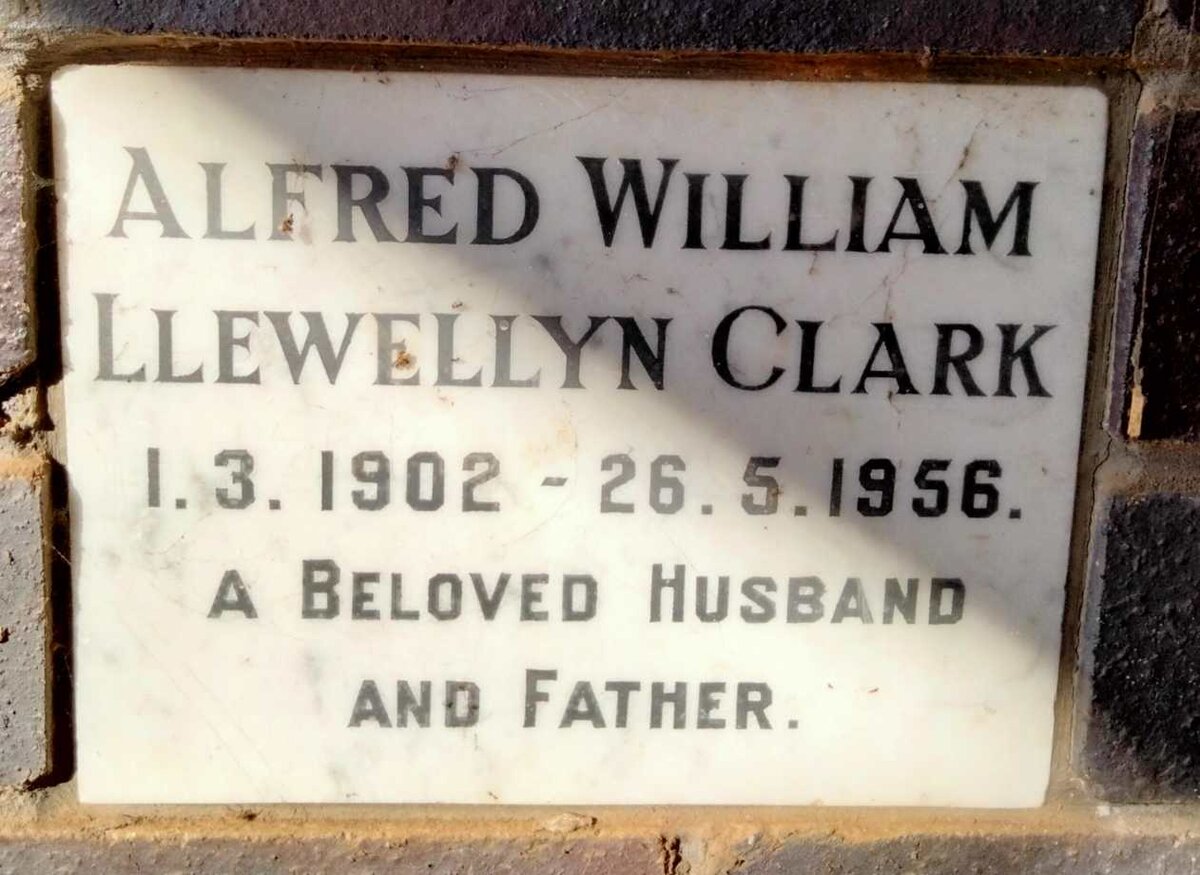 ALFRED WILLIAM
LLEWELLYN CLARK
1.3.1902 - 26.5.1956.
A BELOVED HUSBAND
AND FATHER.